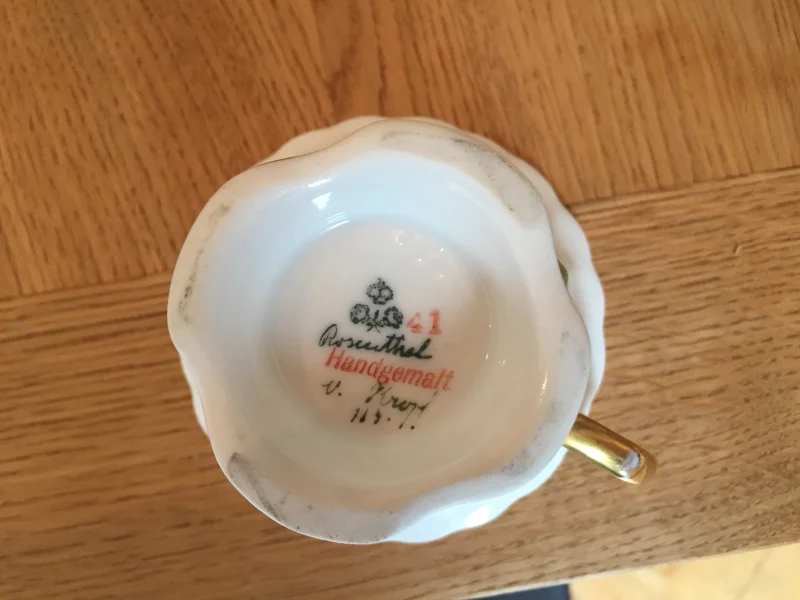 41
Rosenthal
Handgemalt
v.